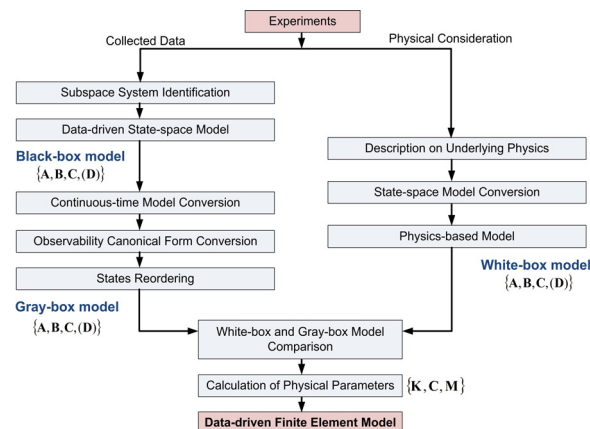 Experiments
Collected Data
Physical Consideration
Subspace System Identification
Data-driven State-space Model
Black-box model
{A,B,C,(D)}
Continuous-time Model Conversion
Observability Canonical Form Conversion
States Reordering
Gray-box model
{A,B,C,(D)}
Description on Underlying Physics
State-space Model Conversion
Physics-based Model
White-box model
{A,B,C,(D)}
White-box and Gray-box Model
Comparison
Calculation of Physical Parameters
{K,C,M}
Data-driven Finite Element Model